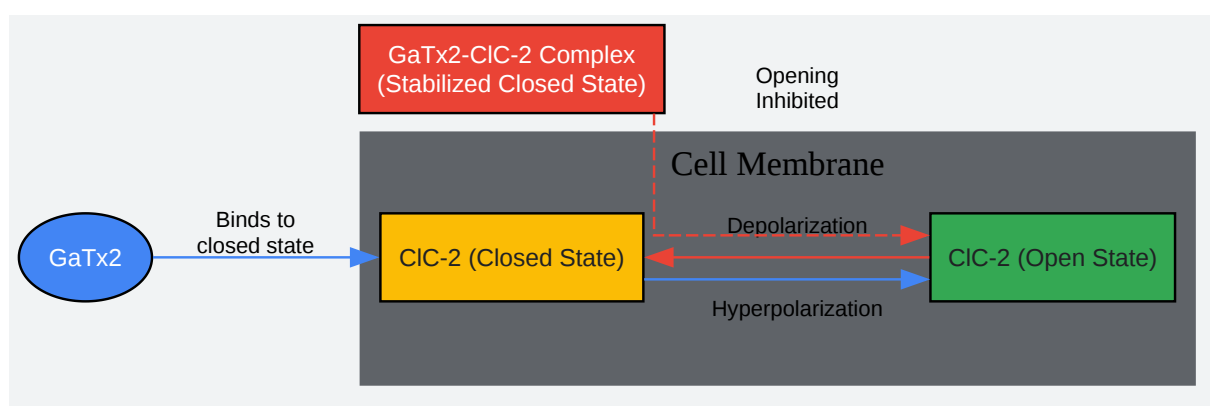 GaTx2-ClC-2 Complex
(Stabilized Closed State)
Opening
Inhibited
Cell Membrane
Binds to
closed state
Depolarization
GaTx2
ClC-2 (Closed State)
ClC-2 (Open State)
Hyperpolarization